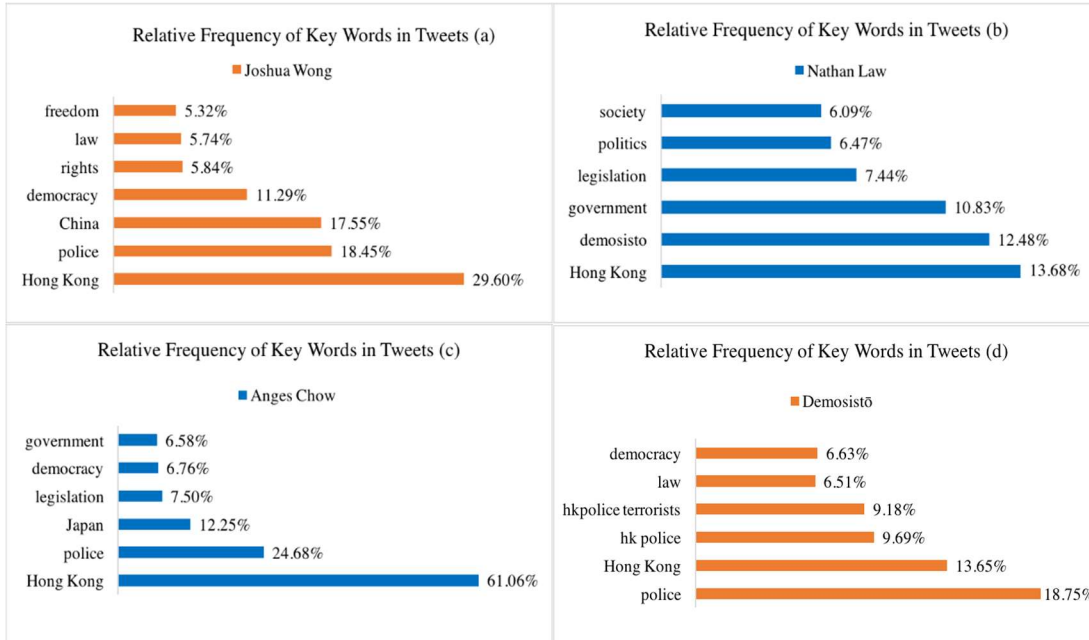 Relative Frequency of Key Words in Tweets (a)
Joshua Wong
freedom 5.32%
law 5.74%
rights 5.84%
democracy 11.29%
China 17.55%
police 18.45%
Hong Kong 29.60%
Relative Frequency of Key Words in Tweets (b)
Nathan Law
society 6.09%
politics 6.47%
legislation 7.44%
government 10.83%
demosisto 12.48%
Hong Kong 13.68%
Relative Frequency of Key Words in Tweets (c)
Anges Chow
government 6.58%
democracy 6.76%
legislation 7.50%
Japan 12.25%
police 24.68%
Hong Kong 61.06%
Relative Frequency of Key Words in Tweets (d)
Demosistō
democracy 6.63%
law 6.51%
hkpolice terrorists 9.18%
hk police 9.69%
Hong Kong 13.65%
police 18.75%